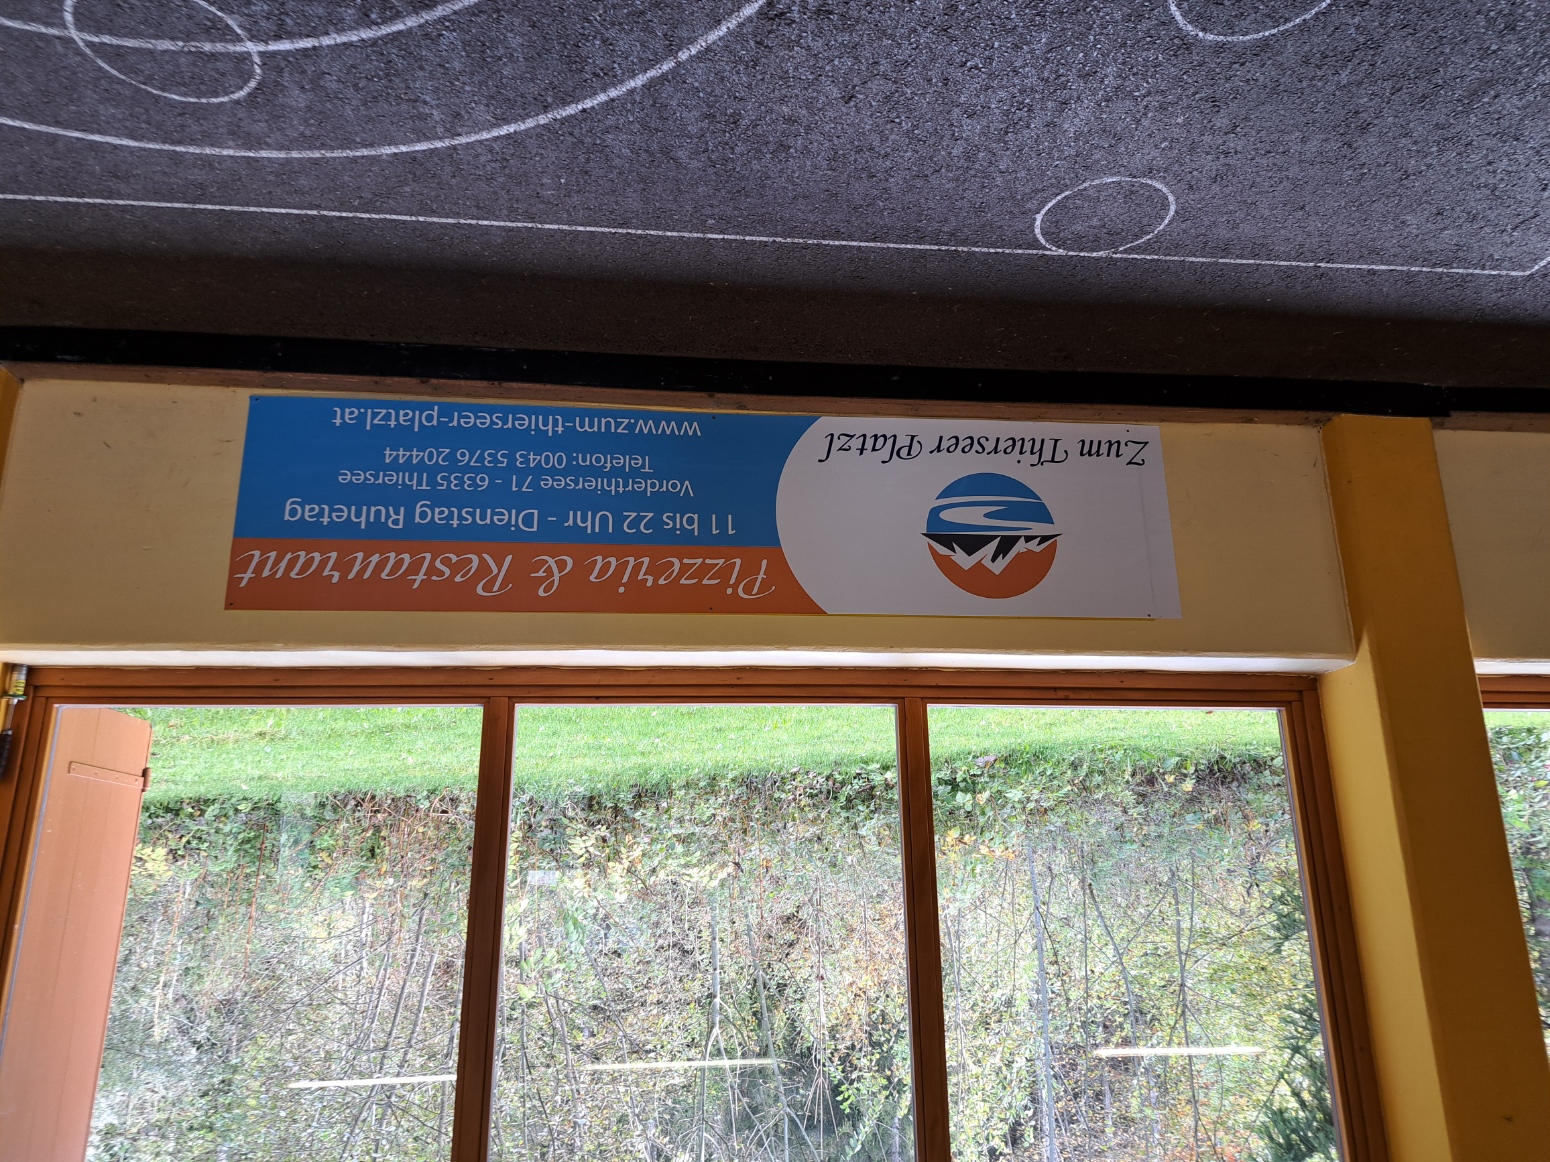 Zum Thierseer Platzl
Pizzeria & Restaurant
11 bis 22 Uhr - Dienstag Ruhetag
Vorderthiersee 71 - 6335 Thiersee
Telefon: 0043 5376 20444
www.zum-thierseer-platzl.at